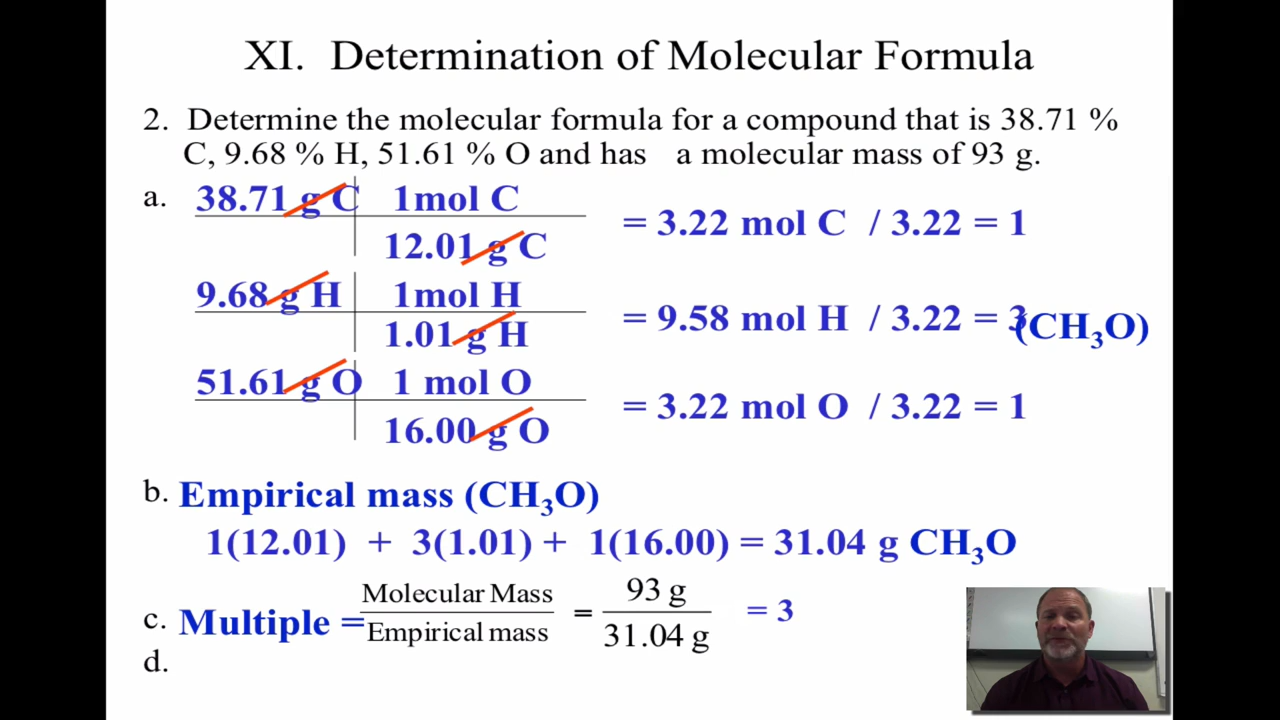 XI. Determination of Molecular Formula
2. Determine the molecular formula for a compound that is 38.71 %
C, 9.68 % H, 51.61 % O and has a molecular mass of 93 g.
a. 38.71 g C 1mol C
12.01 g C
= 3.22 mol C / 3.22 = 1
9.68 g H 1mol H
1.01 g H
= 9.58 mol H / 3.22 = 3 (CH₃O)
51.61 g O 1 mol O
16.00 g O
= 3.22 mol O / 3.22 = 1
b. Empirical mass (CH₃O)
1(12.01) + 3(1.01) + 1(16.00) = 31.04 g CH₃O
c. Multiple = Molecular Mass = 93 g = 3
Empirical mass 31.04 g
d.